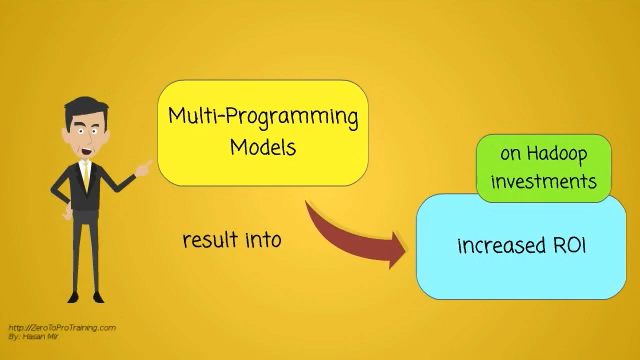 Multi-Programming
Models
result into
on Hadoop
investments
increased ROI
http://ZeroToProTraining.com
By: Hasan Mir